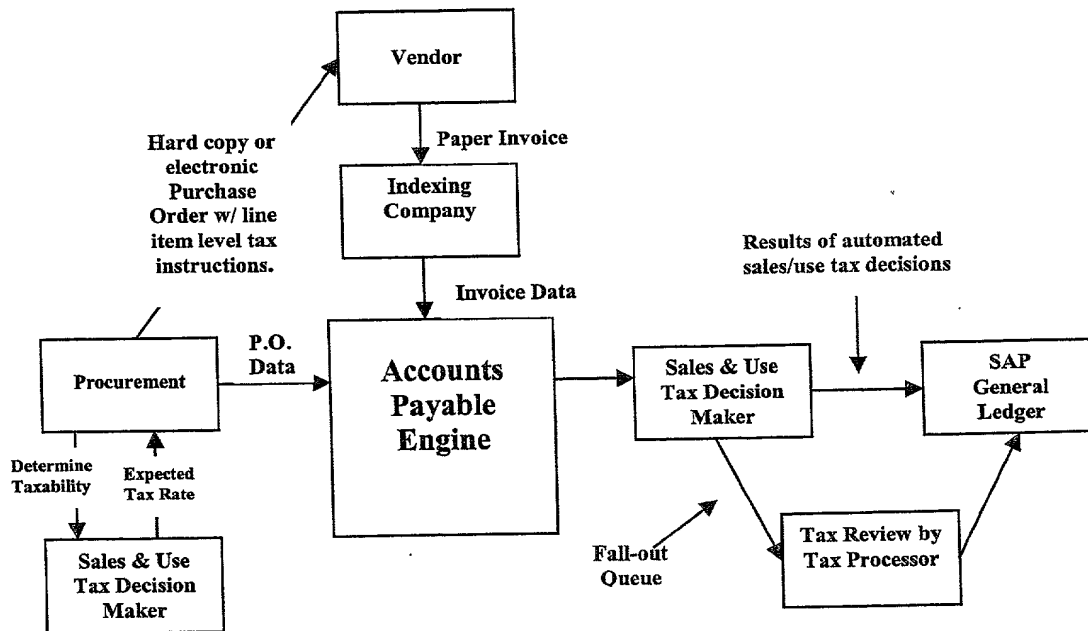 Vendor
Paper Invoice
Hard copy or
electronic
Purchase
Order w/ line
item level tax
instructions.
Indexing
Company
Invoice Data
Results of automated
sales/use tax decisions
Procurement
P.O.
Data
Accounts
Payable
Engine
Sales & Use
Tax Decision
Maker
SAP
General
Ledger
Determine
Taxability
Expected
Tax Rate
Sales & Use
Tax Decision
Maker
Fall-out
Queue
Tax Review by
Tax Processor